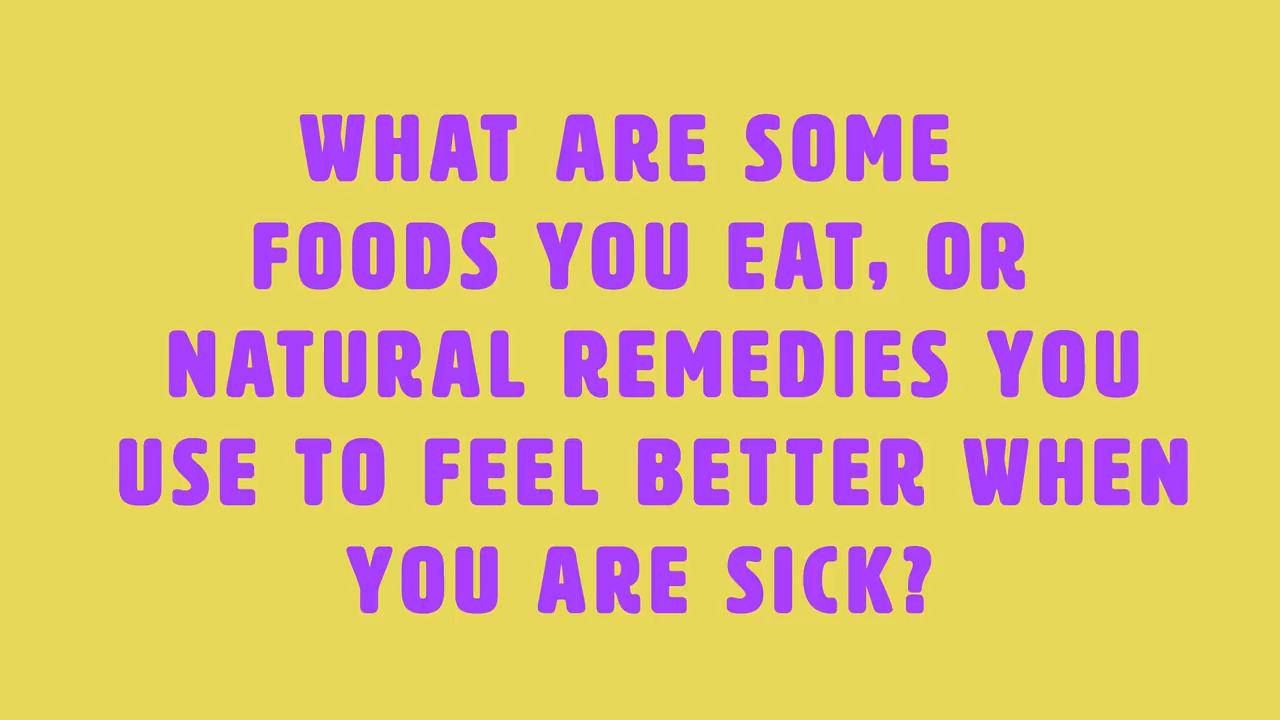 WHAT ARE SOME
FOODS YOU EAT, OR
NATURAL REMEDIES YOU
USE TO FEEL BETTER WHEN
YOU ARE SICK?